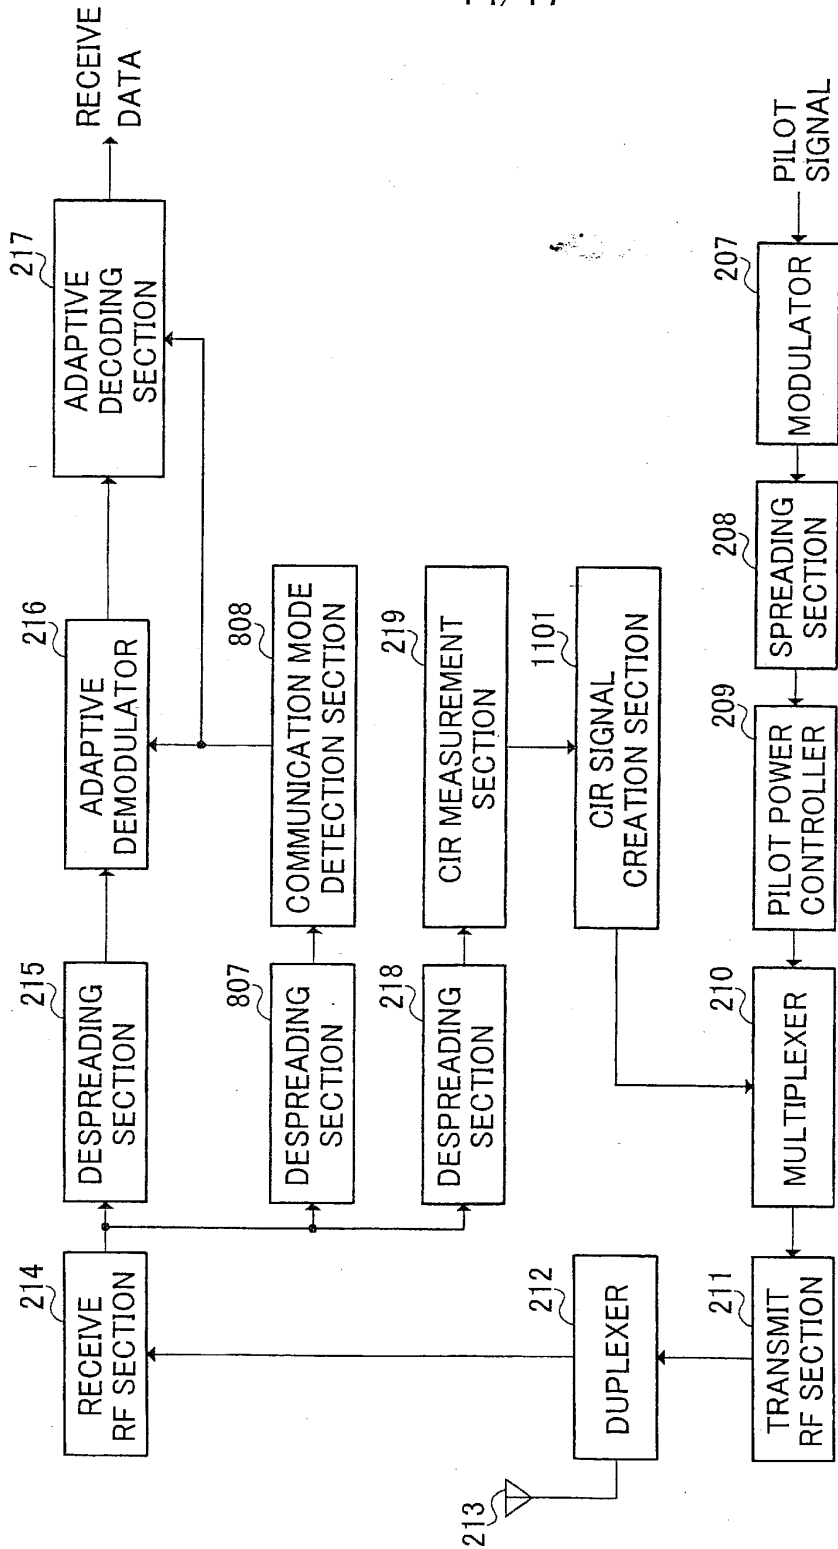 RECEIVE
DATA
217
ADAPTIVE
DECODING
SECTION
216
ADAPTIVE
DEMODULATOR
215
DESPREADING
SECTION
214
RECEIVE
RF SECTION
808
COMMUNICATION MODE
DETECTION SECTION
807
DESPREADING
SECTION
219
CIR MEASUREMENT
SECTION
218
DESPREADING
SECTION
1101
CIR SIGNAL
CREATION SECTION
212
DUPLEXER
213
PILOT
SIGNAL
207
MODULATOR
208
SPREADING
SECTION
209
PILOT POWER
CONTROLLER
210
MULTIPLEXER
211
TRANSMIT
RF SECTION